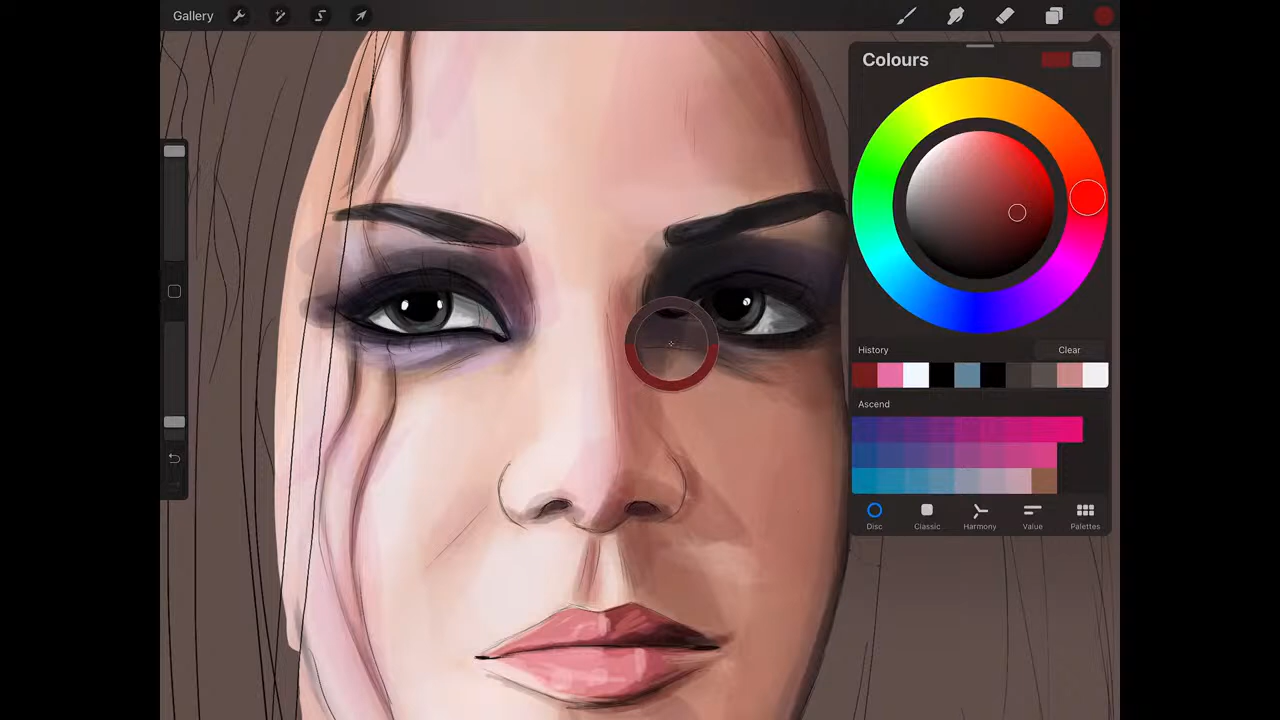 Gallery
Colours
History
Clear
Ascend
Disc
Classic
Harmony
Value
Palettes